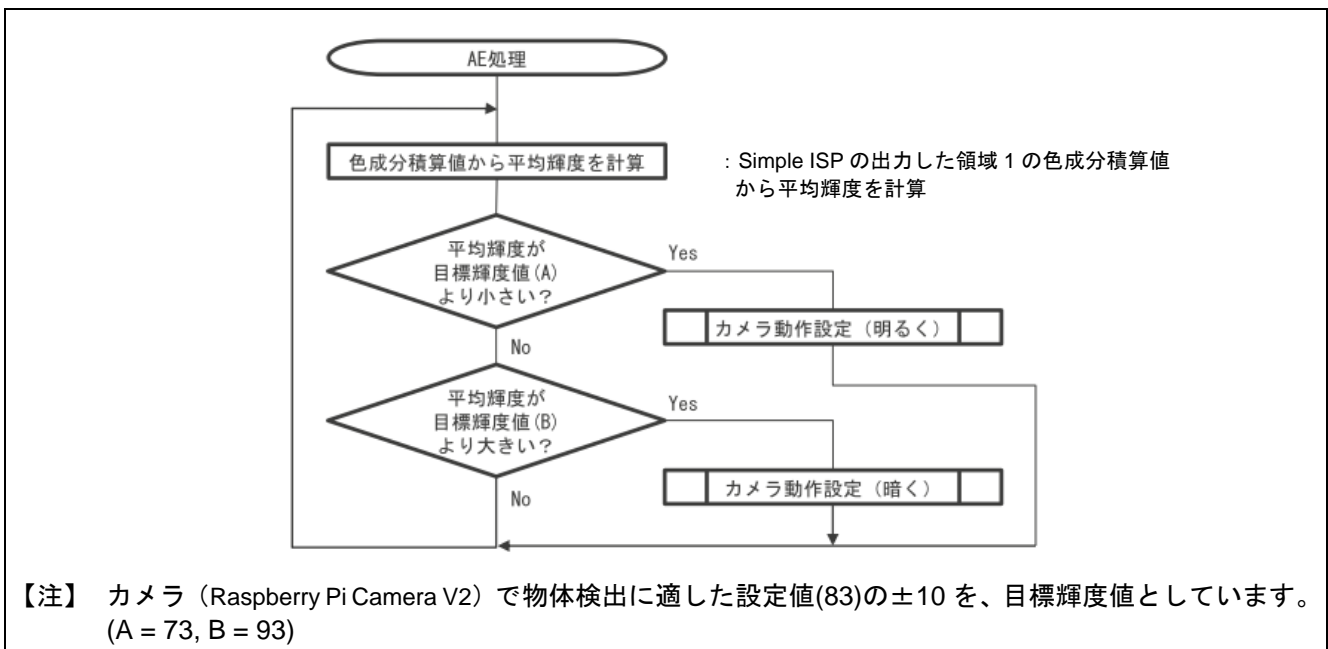 AE処理
色成分積算値から平均輝度を計算
：Simple ISP の出力した領域 1 の色成分積算値
から平均輝度を計算
平均輝度が
目標輝度値(A)
より小さい？
Yes
カメラ動作設定（明るく）
No
平均輝度が
目標輝度値(B)
より大きい？
Yes
カメラ動作設定（暗く）
No
【注】 カメラ（Raspberry Pi Camera V2）で物体検出に適した設定値(83)の±10 を、目標輝度値としています。
(A = 73, B = 93)